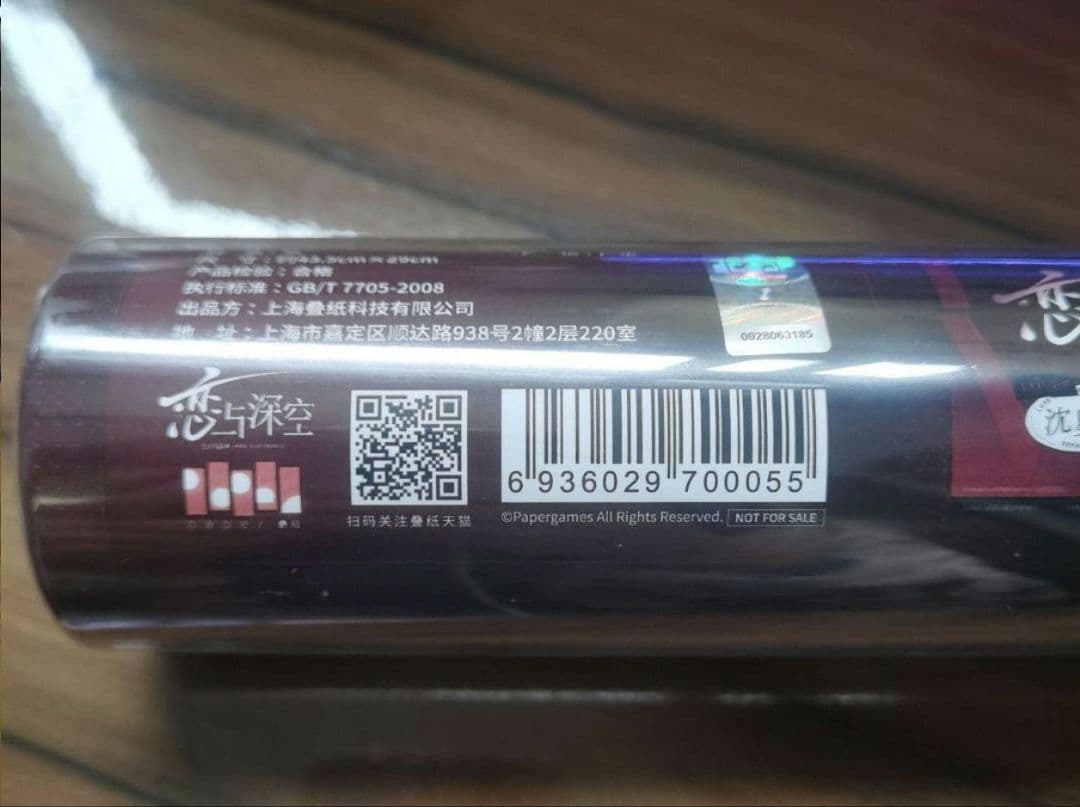 产品检验：合格
执行标准：GB/T 7705-2008
出品方：上海叠纸科技有限公司
地 址：上海市嘉定区顺达路938号2幢2层220室
0028063185
恋与深空
扫码关注叠纸天猫
6 936029 700055
©Papergames All Rights Reserved. NOT FOR SALE
恋
沈